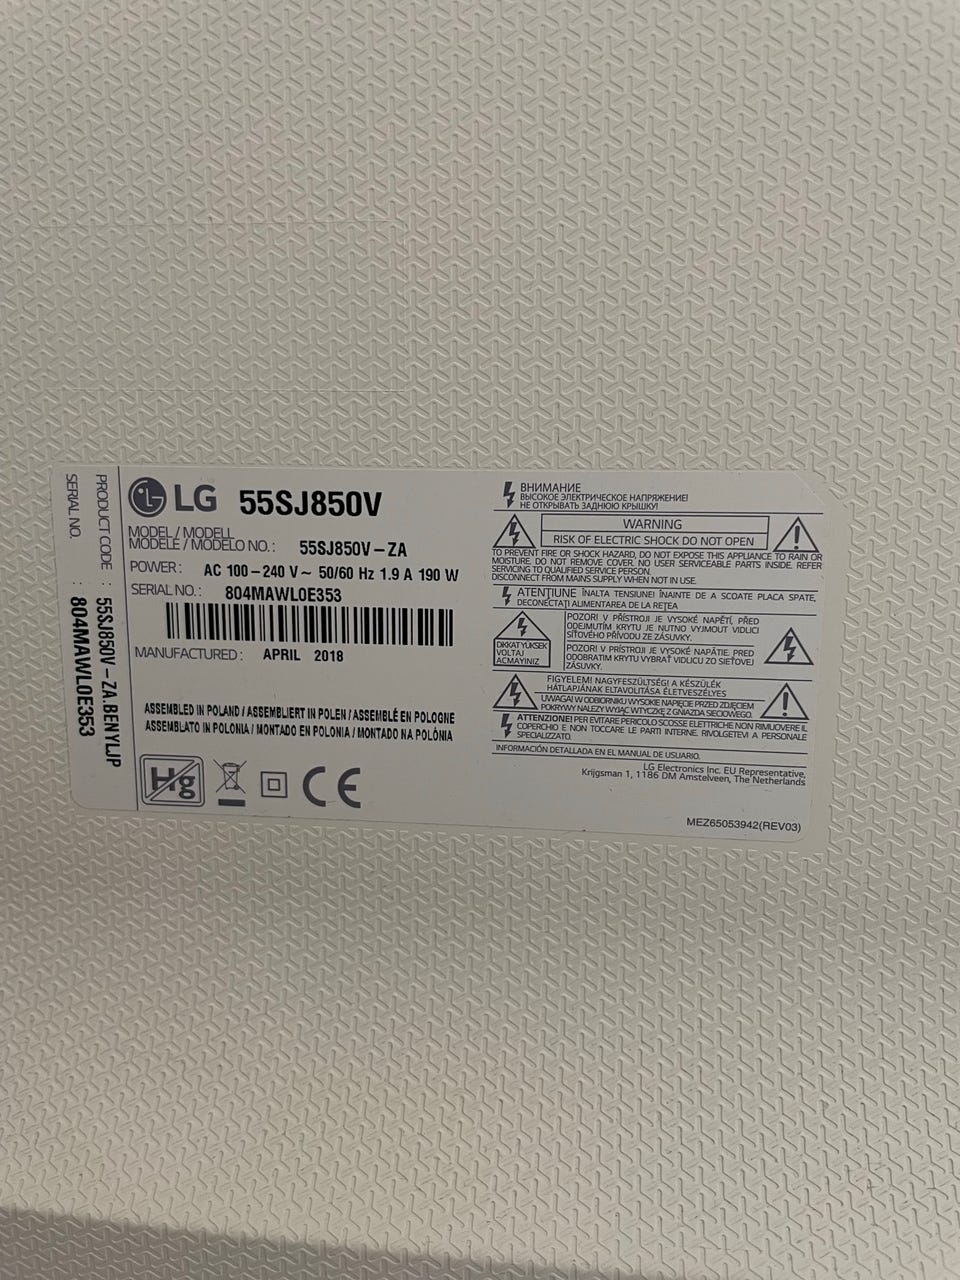 SERIAL NO. : 804MAWL0E353
PRODUCT CODE : 55SJ850V-ZA.BENYLJP
LG 55SJ850V
MODEL / MODELL
MODÈLE / MODELO NO. : 55SJ850V-ZA
POWER : AC 100-240 V~ 50/60 Hz 1.9 A 190 W
SERIAL NO. : 804MAWL0E353
MANUFACTURED : APRIL 2018
ASSEMBLED IN POLAND / ASSEMBLIERT IN POLEN / ASSEMBLÉ EN POLOGNE
ASSEMBLATO IN POLONIA / MONTADO EN POLONIA / MONTADO NA POLÓNIA
Hg
CE
ВНИМАНИЕ
ВЫСОКОЕ ЭЛЕКТРИЧЕСКОЕ НАПРЯЖЕНИЕ!
НЕ ОТКРЫВАТЬ ЗАДНЮЮ КРЫШКУ!
WARNING
RISK OF ELECTRIC SHOCK DO NOT OPEN
TO PREVENT FIRE OR SHOCK HAZARD, DO NOT EXPOSE THIS APPLIANCE TO RAIN OR
MOISTURE. DO NOT REMOVE COVER. NO USER SERVICEABLE PARTS INSIDE. REFER
SERVICING TO QUALIFIED SERVICE PERSON.
DISCONNECT FROM MAINS SUPPLY WHEN NOT IN USE.
ATENŢIUNE ÎNALTA TENSIUNE! ÎNAINTE DE A SCOATE PLACA SPATE,
DECONECTAŢI ALIMENTAREA DE LA REŢEA
DIKKAT YÜKSEK
VOLTAJ
AÇMAYINIZ
POZOR! V PŘÍSTROJI JE VYSOKÉ NAPĚTÍ, PŘED
ODEJMUTÍM KRYTU JE NUTNO VYJMOUT VIDLICI
SÍŤOVÉHO PŘÍVODU ZE ZÁSUVKY.
POZOR! V PRÍSTROJI JE VYSOKÉ NAPÄTIE PRED
ODOBRATIM KRYTU VYBRAŤ VIDLICU ZO SIEŤOVEJ
ZÁSUVKY.
FIGYELEM! NAGYFESZÜLTSÉG! A KÉSZÜLÉK
HÁTLAPJÁNAK ELTAVOLITÁSA ÉLETVESZÉLYES
UWAGA! W ODBIORNIKU WYSOKIE NAPIĘCIE PRZED ZDJĘCIEM
POKRYWY NALEŻY WYJĄĆ WTYCZKĘ Z GNIAZDA SIECIOWEGO.
ATTENZIONE! PER EVITARE PERICOLO SCOSSE ELETTRICHE NON RIMUOVERE IL
COPERCHIO E NON TOCCARE LE PARTI INTERNE. RIVOLGETEVI A PERSONALE
SPECIALIZZATO.
INFORMACIÓN DETALLADA EN EL MANUAL DE USUARIO.
LG Electronics Inc. EU Representative,
Krijgsman 1, 1186 DM Amstelveen, The Netherlands
MEZ65053942(REV03)